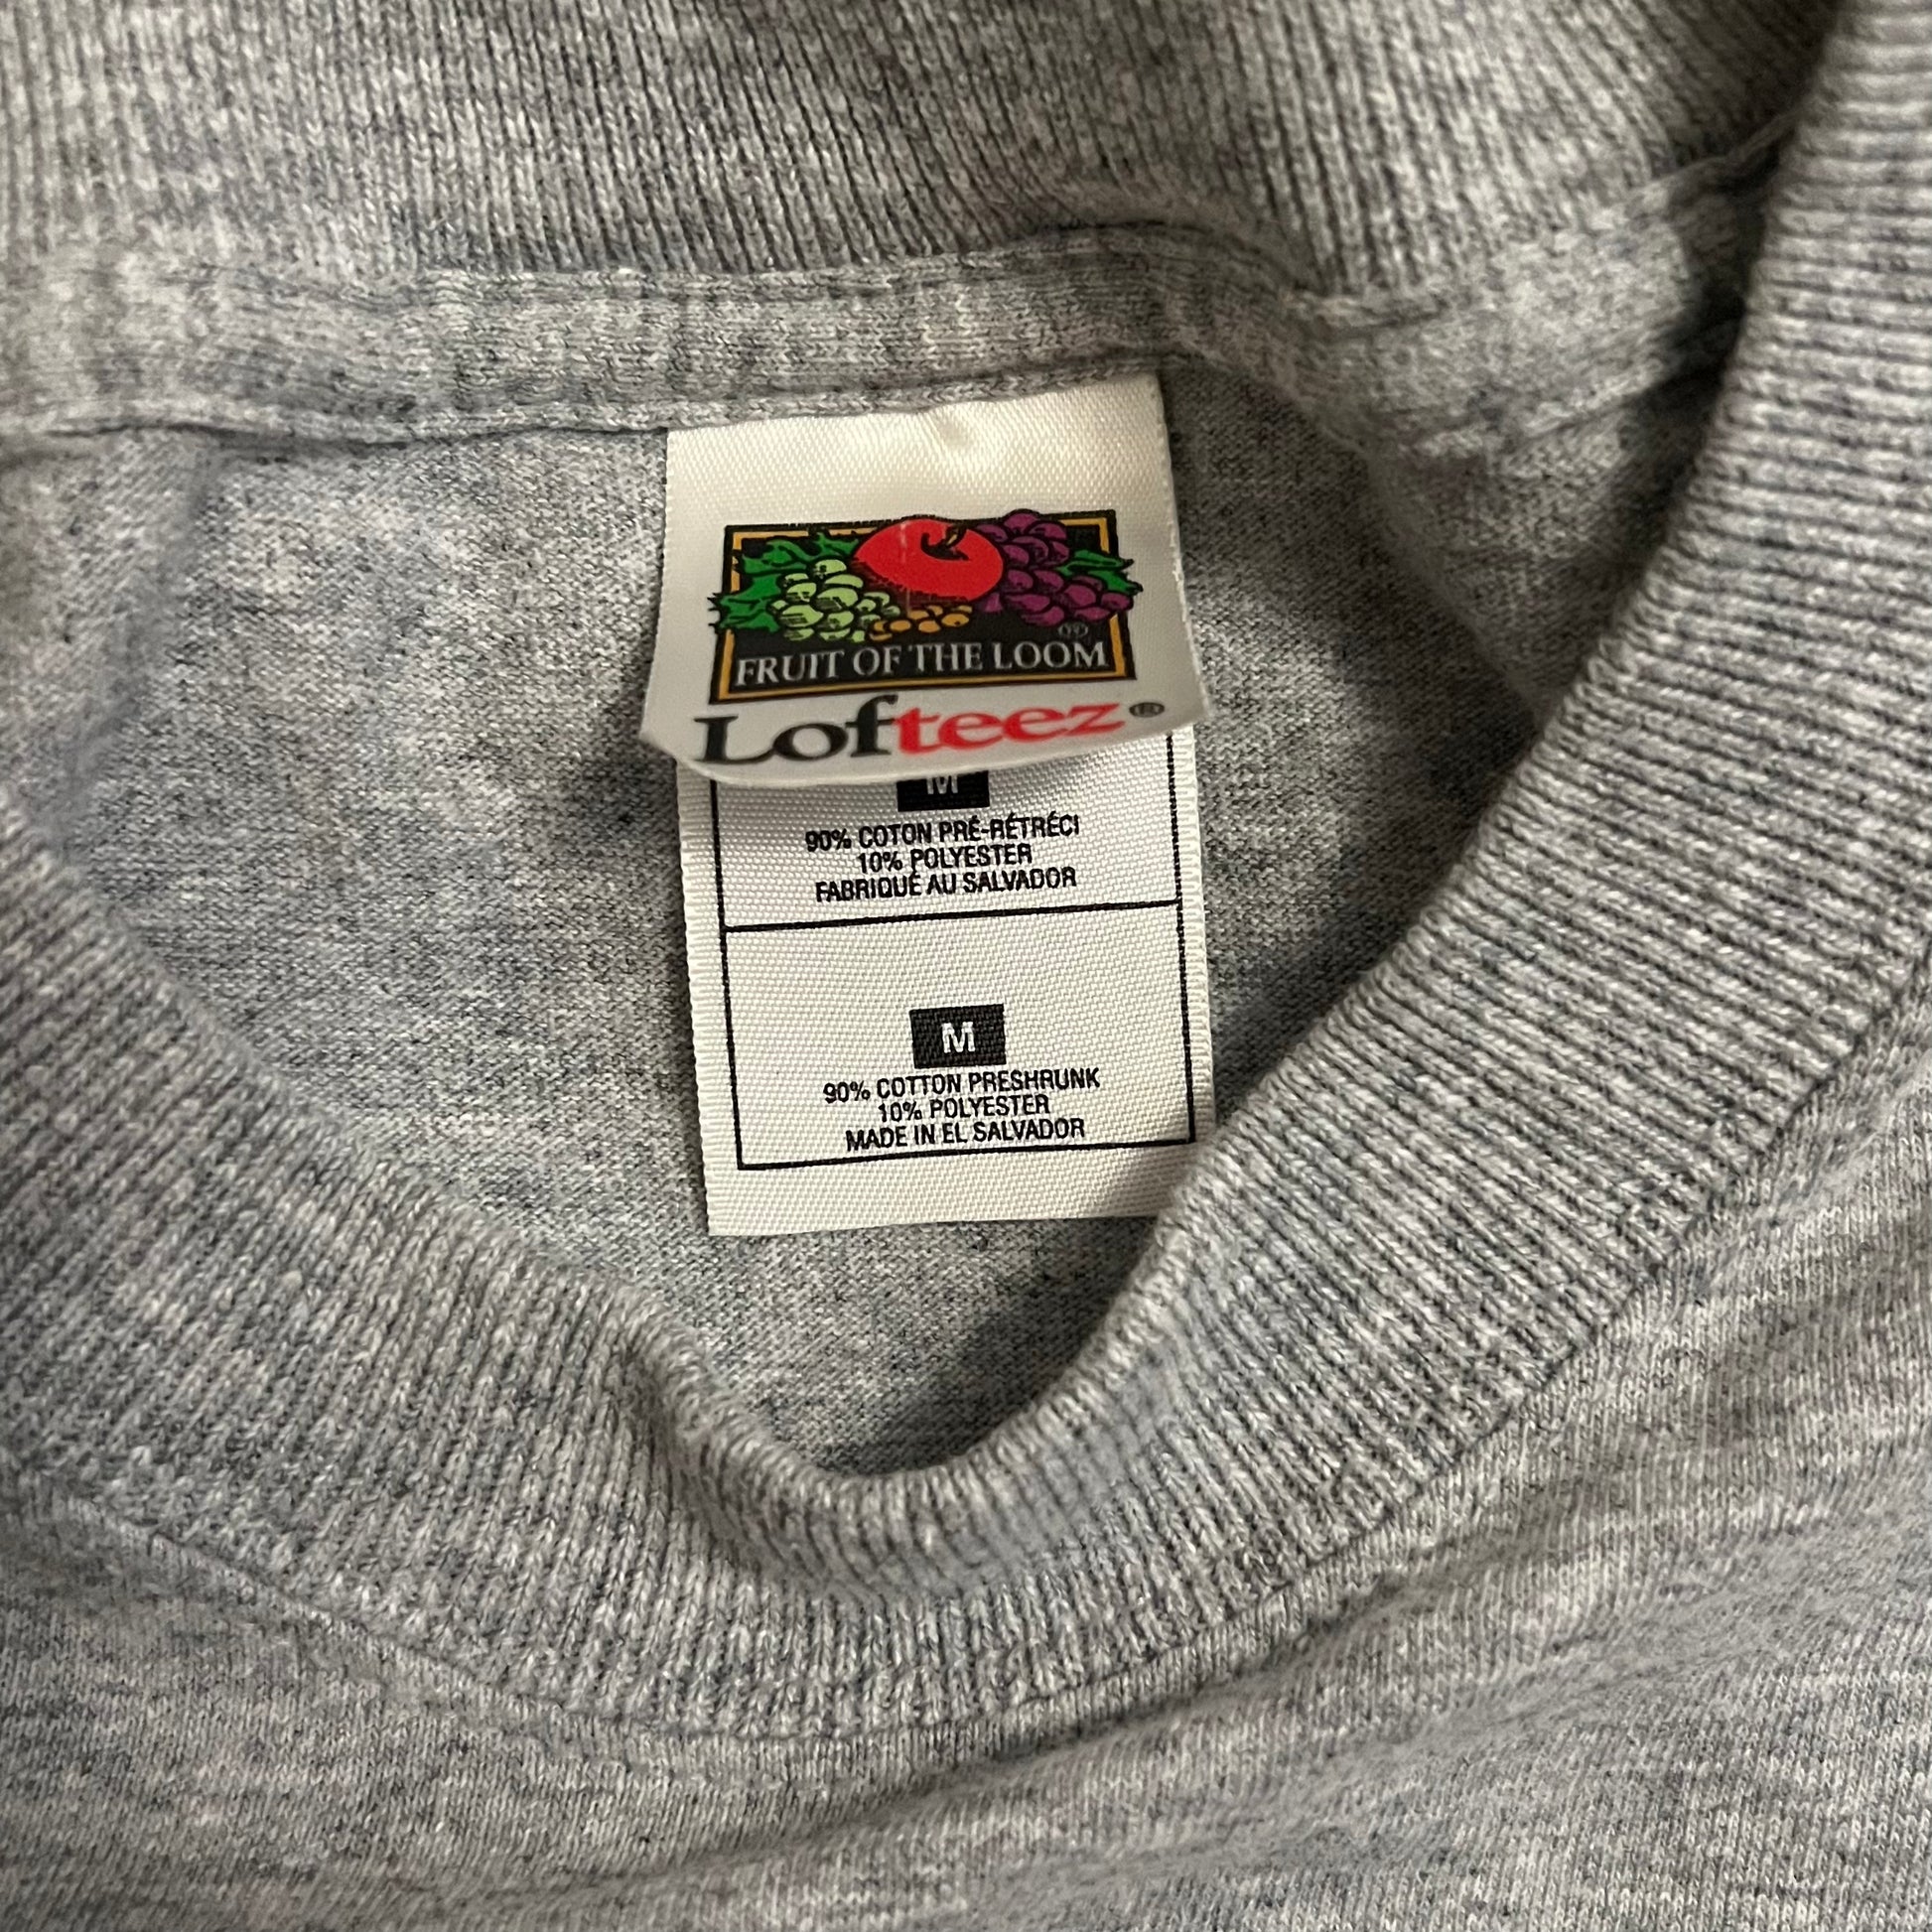 FRUIT OF THE LOOM
Lofteez®
M
90% COTON PRÉ-RÉTRÉCI
10% POLYESTER
FABRIQUÉ AU SALVADOR
M
90% COTTON PRESHRUNK
10% POLYESTER
MADE IN EL SALVADOR